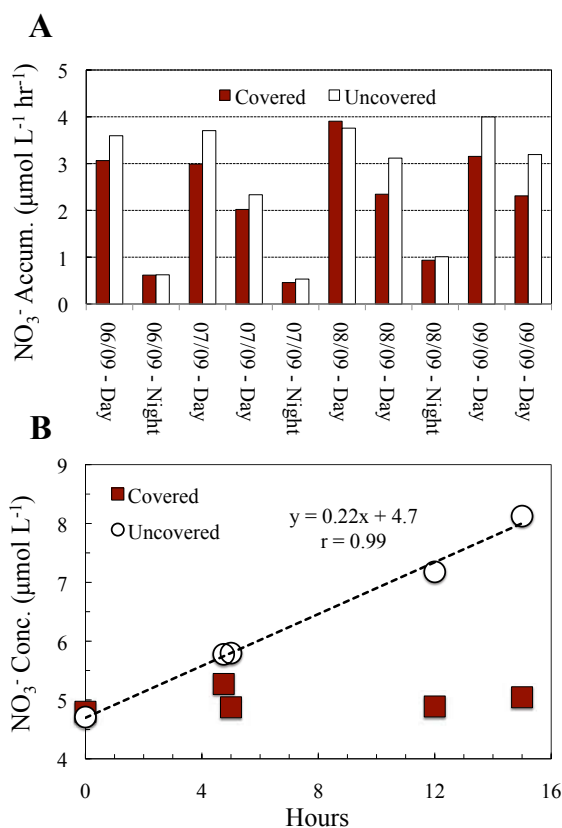 A
NO₃⁻ Accum. (μmol L⁻¹ hr⁻¹)
5
4
3
2
1
0
Covered Uncovered
06/09 - Day
06/09 - Night
07/09 - Day
07/09 - Day
07/09 - Night
08/09 - Day
08/09 - Day
08/09 - Night
09/09 - Day
09/09 - Day
B
NO₃⁻ Conc. (μmol L⁻¹)
9
8
7
6
5
4
Covered
Uncovered
y = 0.22x + 4.7
r = 0.99
0 4 8 12 16
Hours